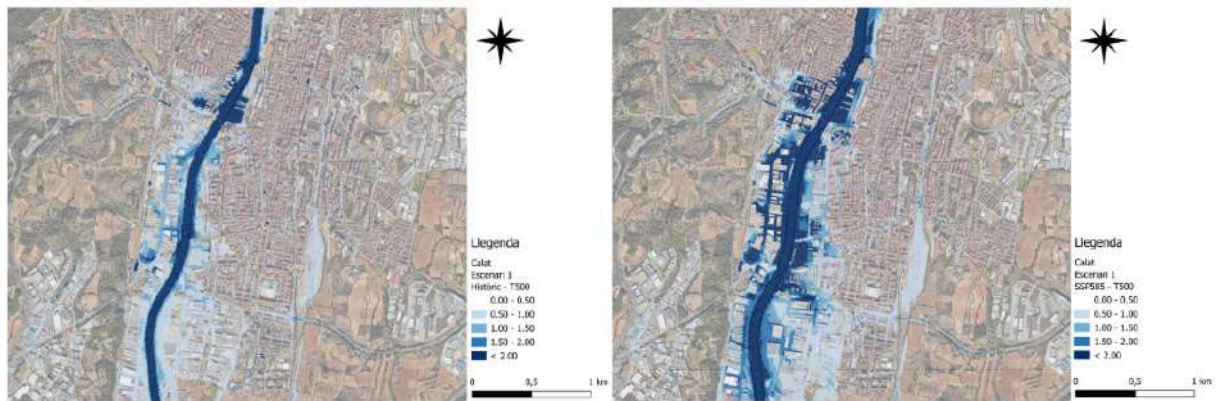 Llegenda
Calat
Escenari 1
Històric - T500
0.00 - 0.50
0.50 - 1.00
1.00 - 1.50
1.50 - 2.00
< 2.00
0
0,5
1 km
Llegenda
Calat
Escenari 1
SSP585 - T500
0.00 - 0.50
0.50 - 1.00
1.00 - 1.50
1.50 - 2.00
< 2.00
0
0,5
1 km